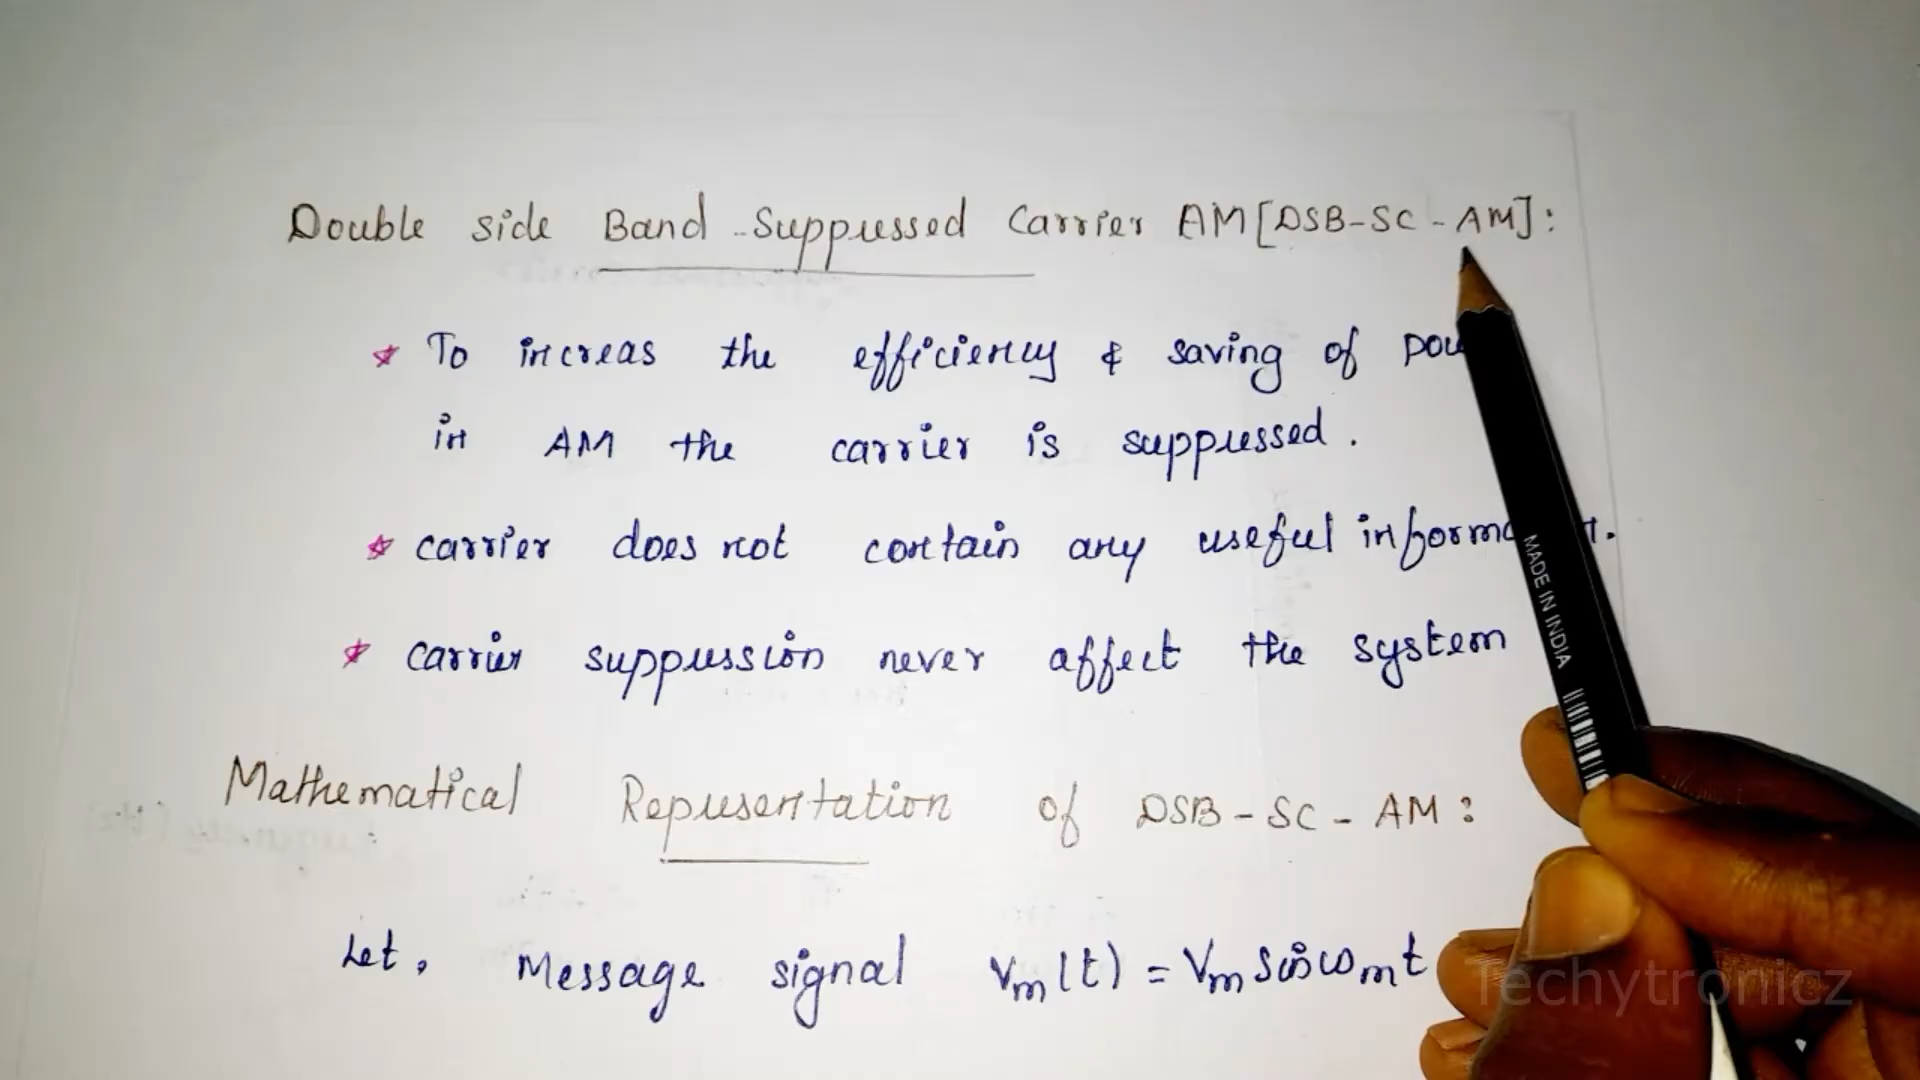 Double side Band - Suppressed Carrier AM [DSB-SC-AM]:
To increas the efficiency & saving of
in AM the carrier is suppressed.
carrier does not contain any useful
carrier suppression never affect the system
Mathematical Representation of DSB-SC-AM:
Let, Message signal Vm(t) = Vm sin ωmt
MADE IN INDIA
Techytronicz